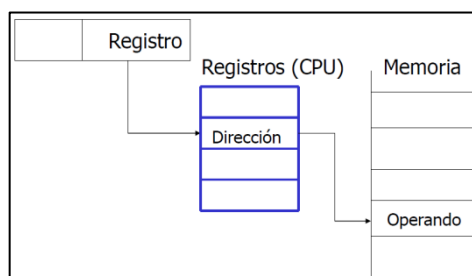 Registro
Registros (CPU)
Memoria
Dirección
Operando